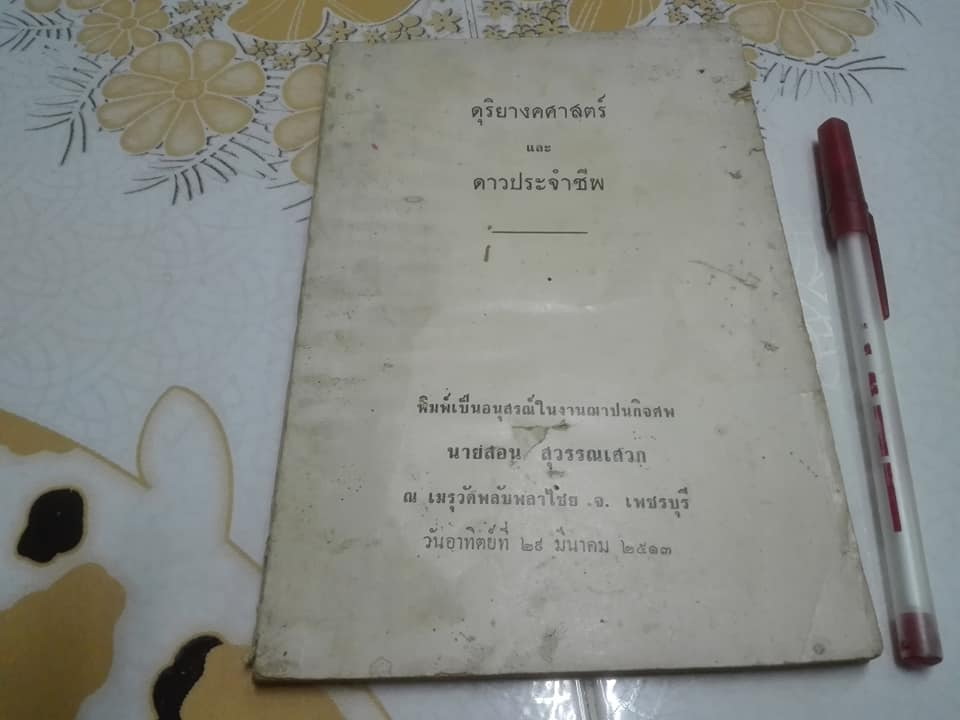 ดุริยางคศาสตร์
และ
ดาวประจำชีพ
พิมพ์เป็นอนุสรณ์ในงานฌาปนกิจศพ
นายสอน สุวรรณเสวก
ณ เมรุวัดพลับพลาไชย จ. เพชรบุรี
วันอาทิตย์ที่ ๒๙ มีนาคม ๒๕๑๓